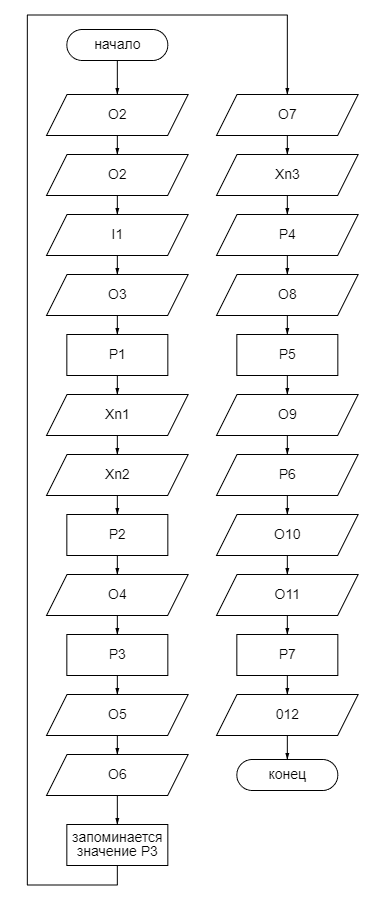 начало
O2
O2
I1
O3
P1
Xn1
Xn2
P2
O4
P3
O5
O6
запоминается
значение P3
O7
Xn3
P4
O8
P5
O9
P6
O10
O11
P7
012
конец